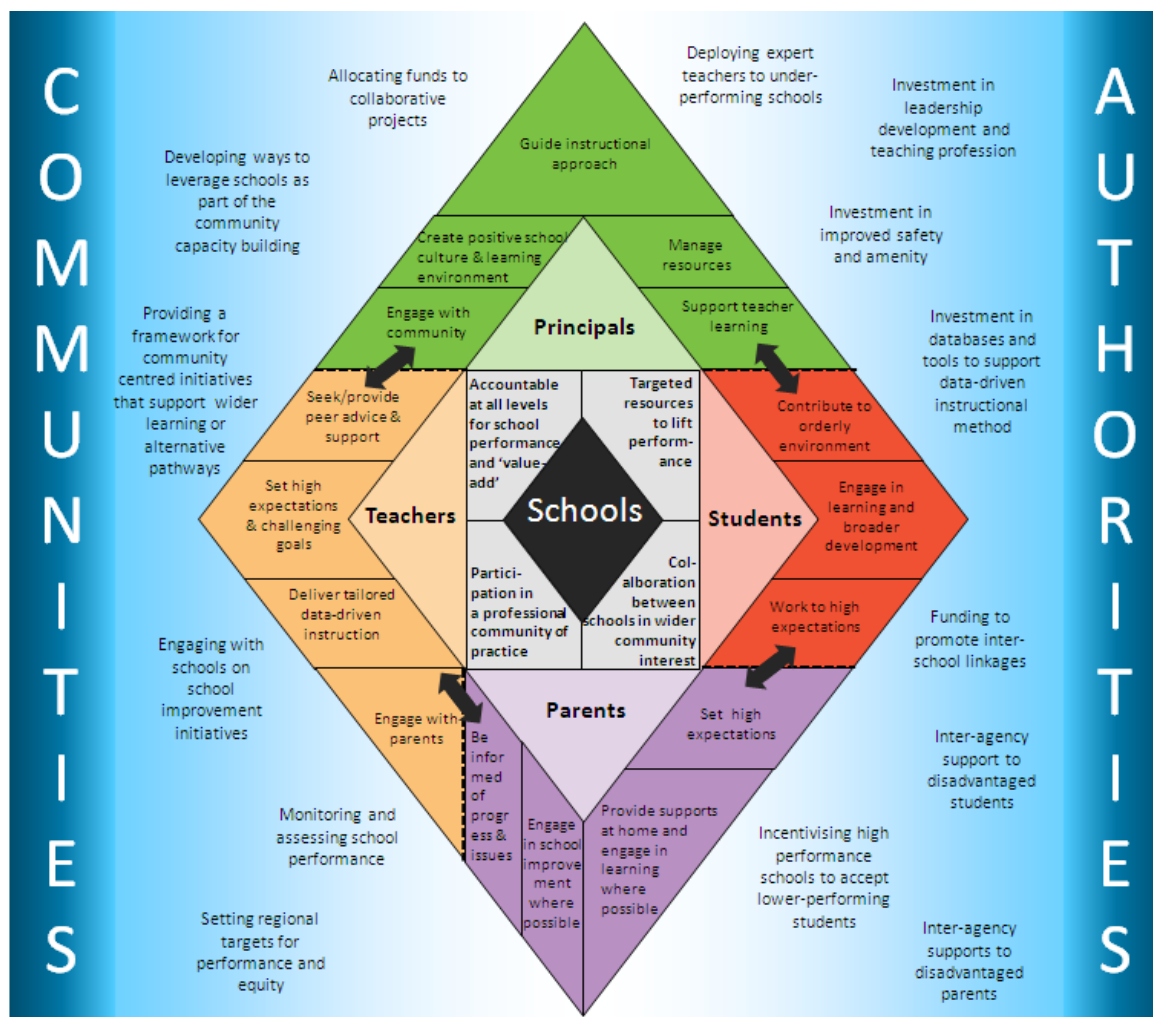 COMMUNITIES
AUTHORITIES
Allocating funds to
collaborative
projects
Deploying expert
teachers to under-
performing schools
Investment in
leadership
development and
teaching profession
Developing ways to
leverage schools as
part of the
community
capacity building
Investment in
improved safety
and amenity
Providing a
framework for
community
centred initiatives
that support wider
learning or
alternative
pathways
Investment in
databases and
tools to support
data-driven
instructional
method
Engaging with
schools on
school
improvement
initiatives
Funding to
promote inter-
school linkages
Inter-agency
support to
disadvantaged
students
Monitoring and
assessing school
performance
Incentivising high
performance
schools to accept
lower-performing
students
Setting regional
targets for
performance and
equity
Inter-agency
supports to
disadvantaged
parents
Guide instructional
approach
Create positive school
culture & learning
environment
Manage
resources
Engage with
community
Support teacher
learning
Principals
Seek/provide
peer advice &
support
Set high
expectations
& challenging
goals
Deliver tailored
data-driven
instruction
Engage with
parents
Teachers
Accountable
at all levels
for school
performance
and ‘value-
add’
Targeted
resources
to lift
perform-
ance
Schools
Partici-
pation in
a professional
community of
practice
Col-
alboration
between
schools in wider
community
interest
Students
Contribute to
orderly
environment
Engage in
learning and
broader
development
Work to high
expectations
Parents
Be
infor
med
of
progr
ess &
issues
Engage
in school
improve
ment
where
possible
Provide supports
at home and
engage in
learning
where
possible
Set high
expectations